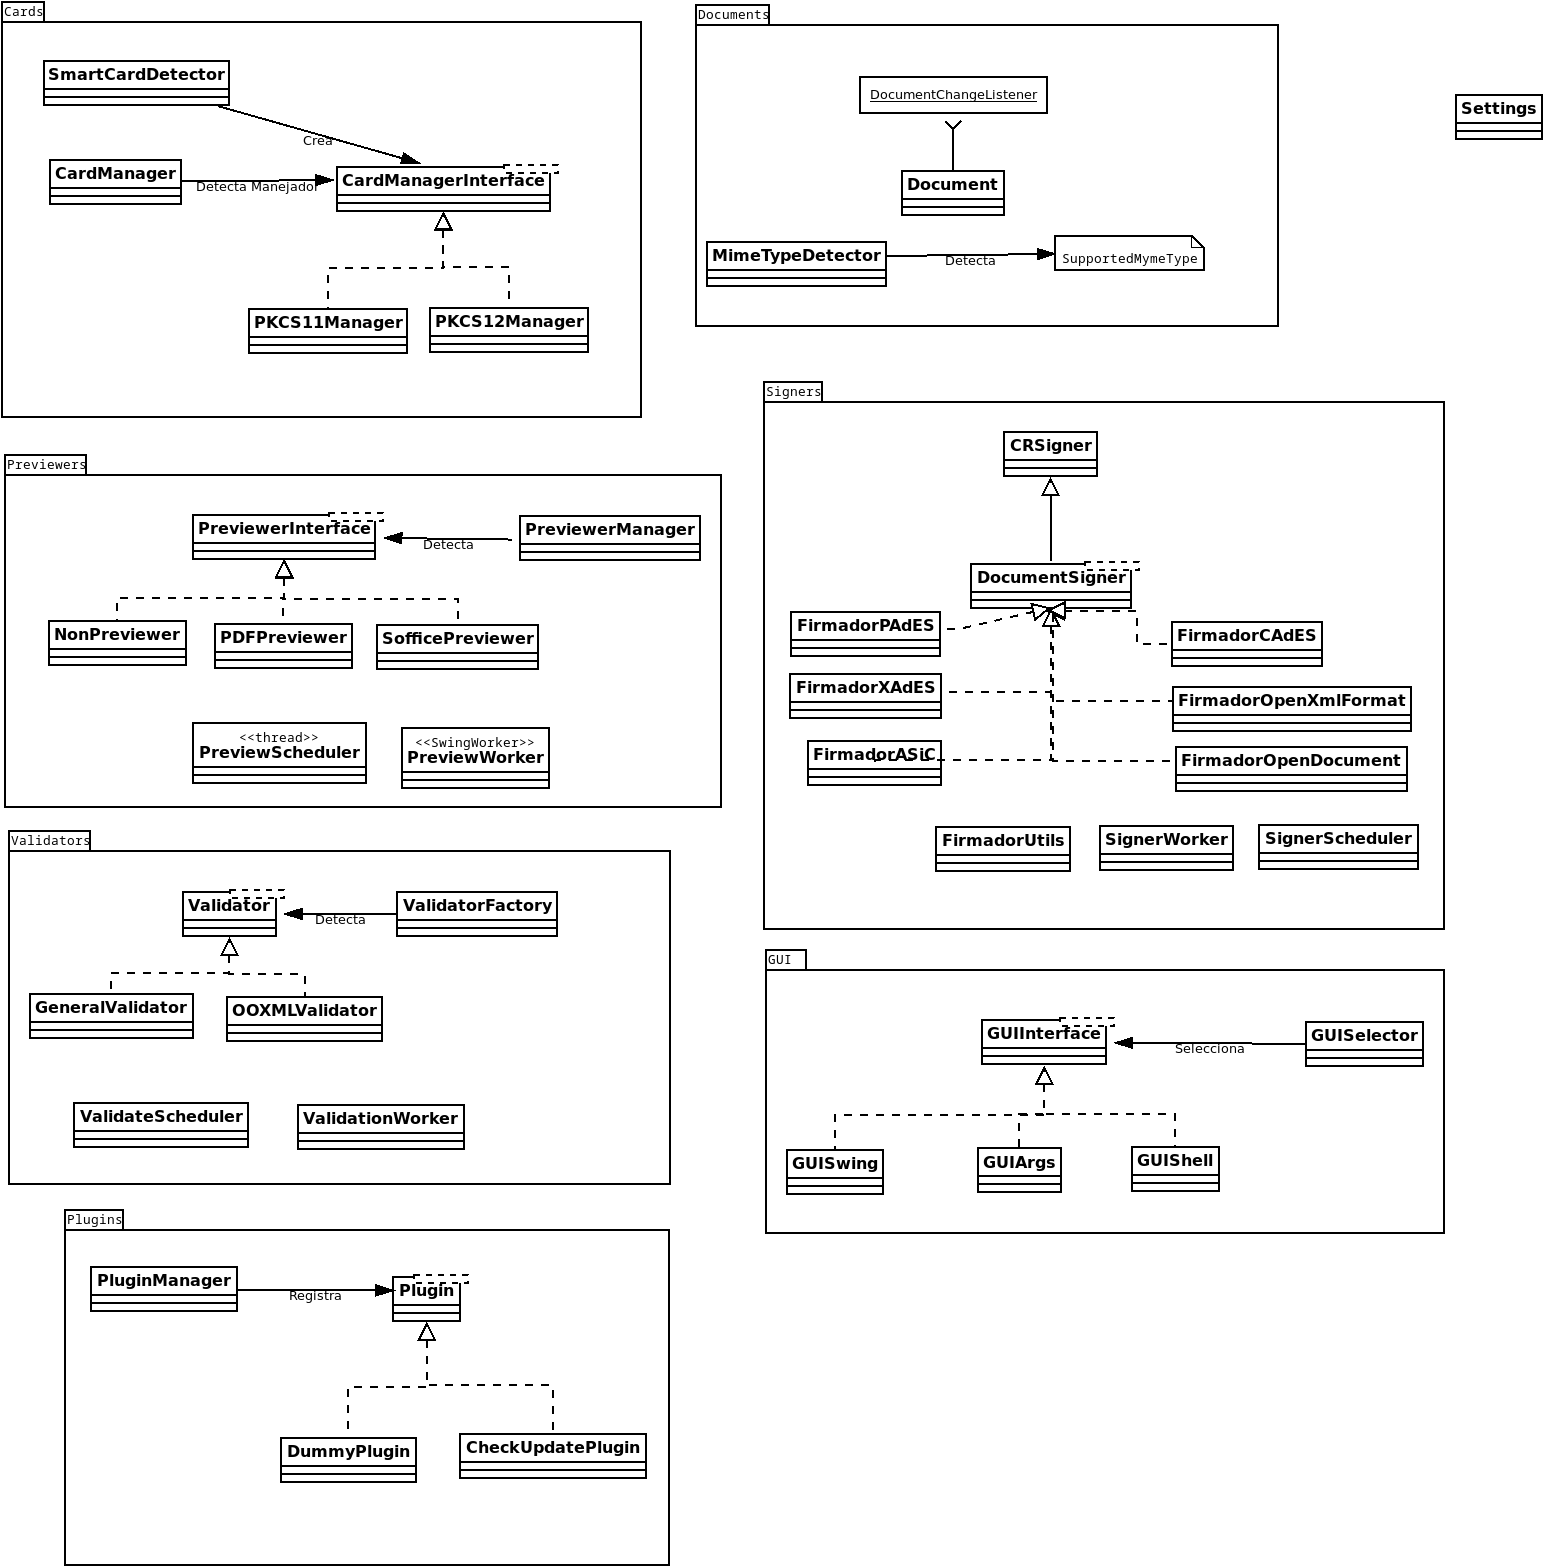 Cards
SmartCardDetector
Crea
CardManager
Detecta Manejador
CardManagerInterface
PKCS11Manager
PKCS12Manager
Documents
DocumentChangeListener
Document
MimeTypeDetector
Detecta
SupportedMymeType
Settings
Previewers
PreviewerInterface
Detecta
PreviewerManager
NonPreviewer
PDFPreviewer
SofficePreviewer
<<thread>>
PreviewScheduler
<<SwingWorker>>
PreviewWorker
Signers
CRSigner
DocumentSigner
FirmadorPAdES
FirmadorCAdES
FirmadorXAdES
FirmadorOpenXmlFormat
FirmadorASiC
FirmadorOpenDocument
FirmadorUtils
SignerWorker
SignerScheduler
Validators
Validator
Detecta
ValidatorFactory
GeneralValidator
OOXMLValidator
ValidateScheduler
ValidationWorker
GUI
GUIInterface
Selecciona
GUISelector
GUISwing
GUIArgs
GUIShell
Plugins
PluginManager
Registra
Plugin
DummyPlugin
CheckUpdatePlugin